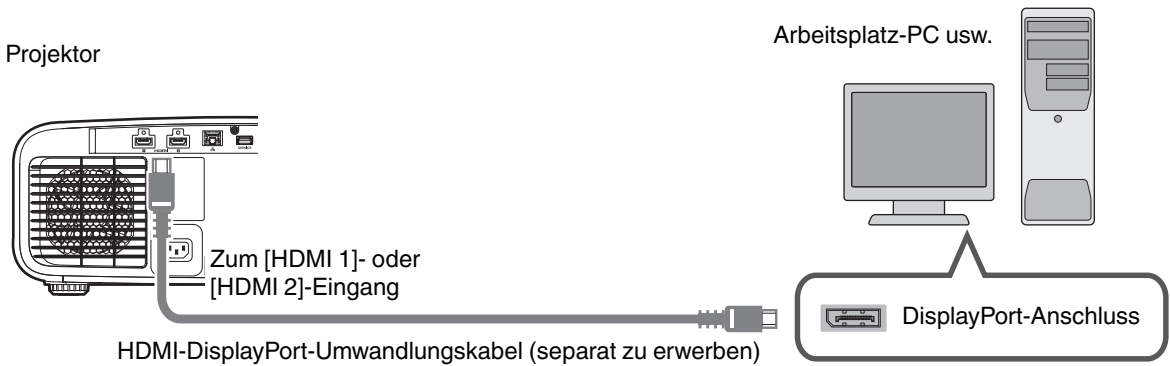 Projektor
Arbeitsplatz-PC usw.
HDMI
Zum [HDMI 1]- oder
[HDMI 2]-Eingang
DisplayPort-Anschluss
HDMI-DisplayPort-Umwandlungskabel (separat zu erwerben)